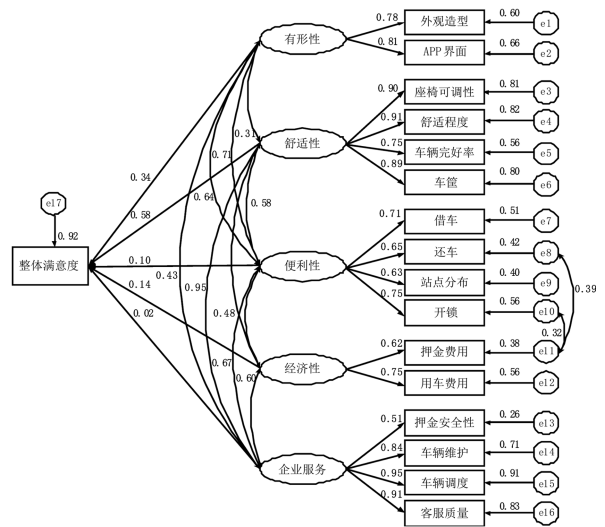 0.78 外观造型 0.60 e1
有形性
0.81 APP界面 0.66 e2
0.90 座椅可调性 0.81 e3
0.31 0.91 舒适程度 0.82 e4
舒适性
0.71 0.75 车辆完好率 0.56 e5
0.34 0.89 车筐 0.80 e6
e17 0.58 0.64 0.58
0.92 0.71 借车 0.51 e7
0.65 还车 0.42 e8
整体满意度 0.10 便利性
0.43 0.95 0.63 站点分布 0.40 e9
0.14 0.39
0.02 0.48 0.75 开锁 0.56 e10
0.32
0.62 押金费用 0.38 e11
0.67 0.60 经济性
0.75 用车费用 0.56 e12
0.51 押金安全性 0.26 e13
0.84 车辆维护 0.71 e14
企业服务
0.95 车辆调度 0.91 e15
0.91 客服质量 0.83 e16